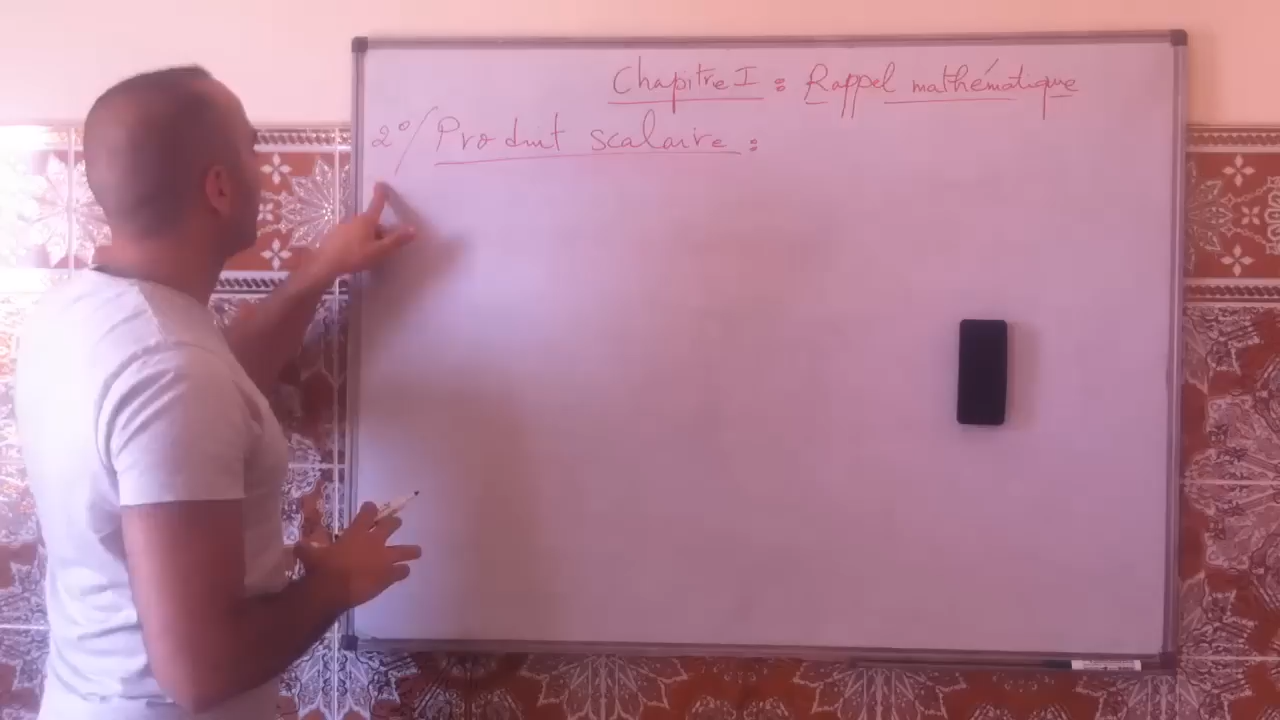 Chapitre I : Rappel mathématique
2°/ Produit scalaire :